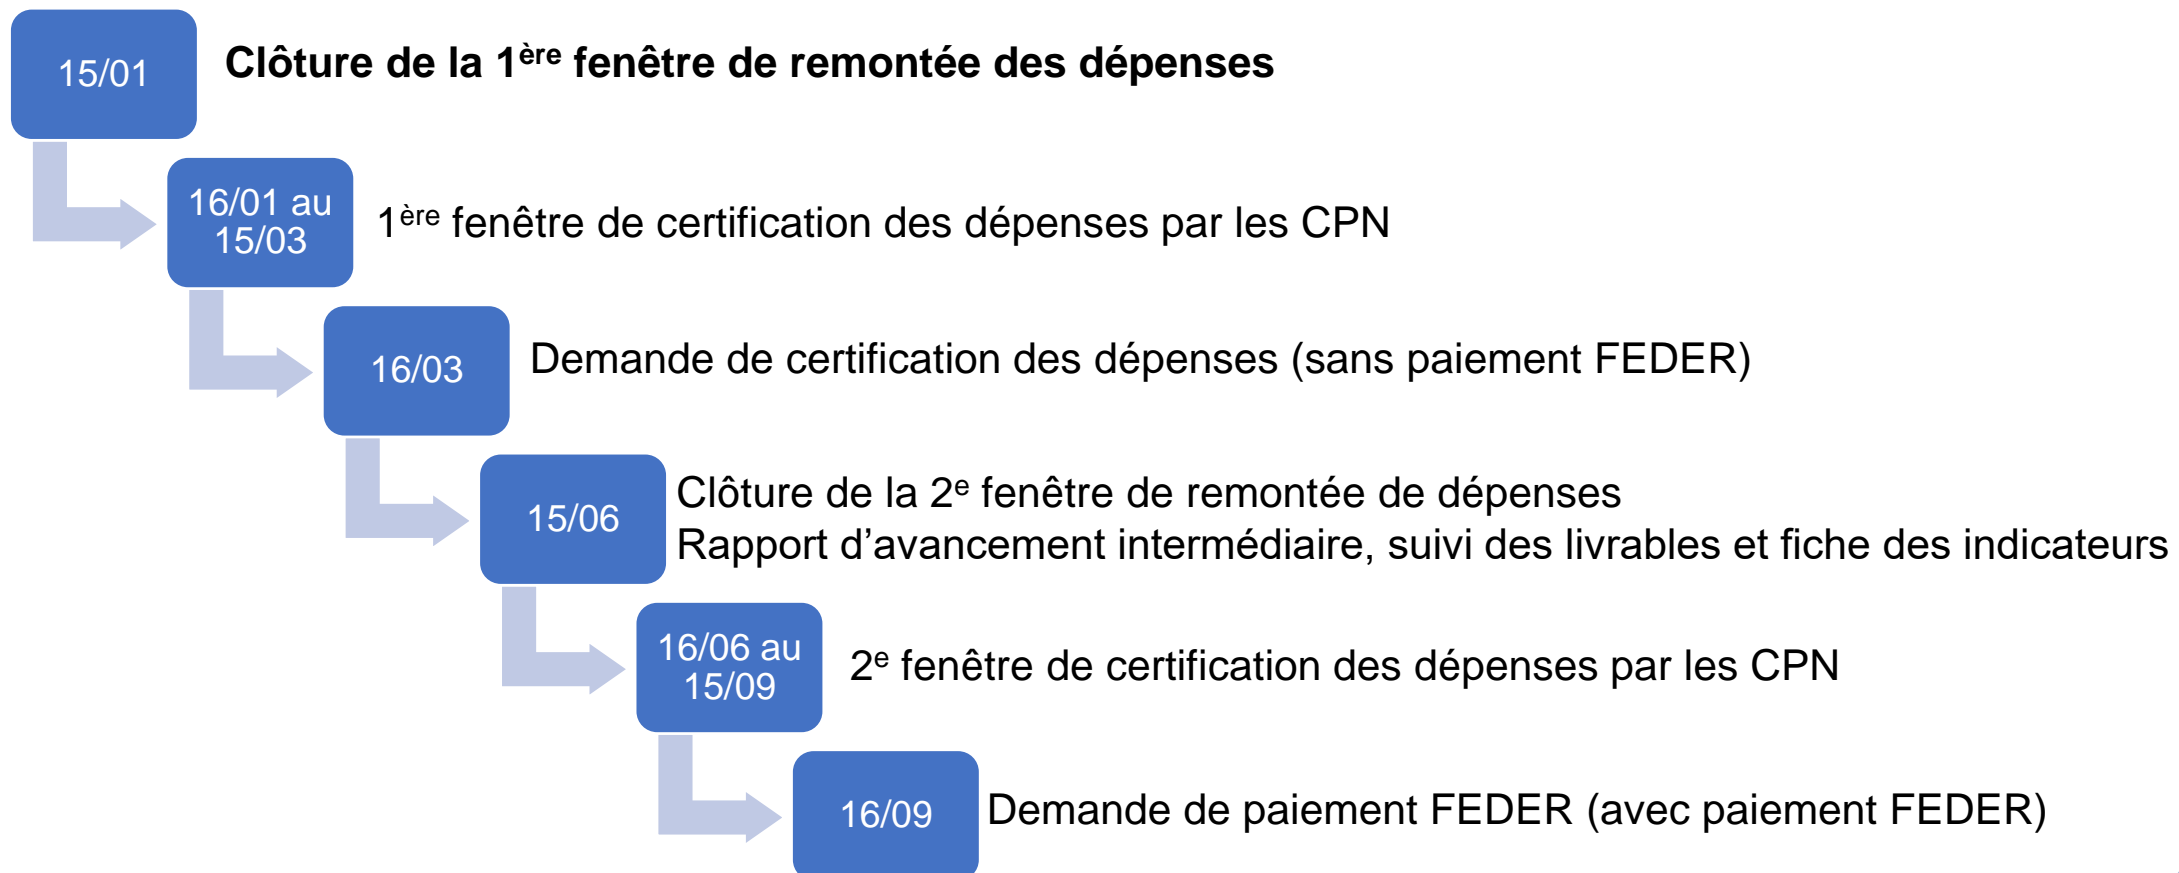 15/01
Clôture de la 1ère fenêtre de remontée des dépenses
16/01 au
15/03
1ère fenêtre de certification des dépenses par les CPN
16/03
Demande de certification des dépenses (sans paiement FEDER)
15/06
Clôture de la 2e fenêtre de remontée de dépenses
Rapport d’avancement intermédiaire, suivi des livrables et fiche des indicateurs
16/06 au
15/09
2e fenêtre de certification des dépenses par les CPN
16/09
Demande de paiement FEDER (avec paiement FEDER)